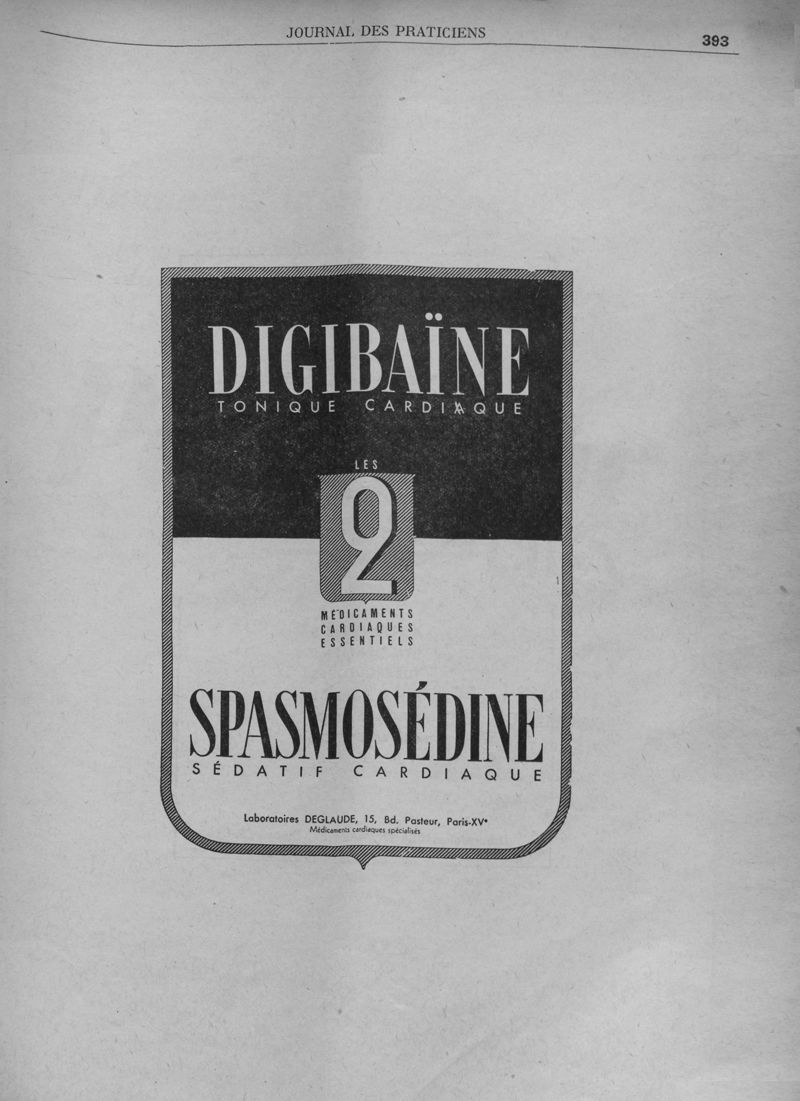 JOURNAL DES PRATICIENS
393
DIGIBAÏNE
TONIQUE CARDIAQUE
LES
2
MÉDICAMENTS
CARDIAQUES
ESSENTIELS
SPASMOSÉDINE
SÉDATIF CARDIAQUE
Laboratoires DEGLAUDE, 15, Bd. Pasteur, Paris-XVᵉ
Médicaments cardiaques spécialisés